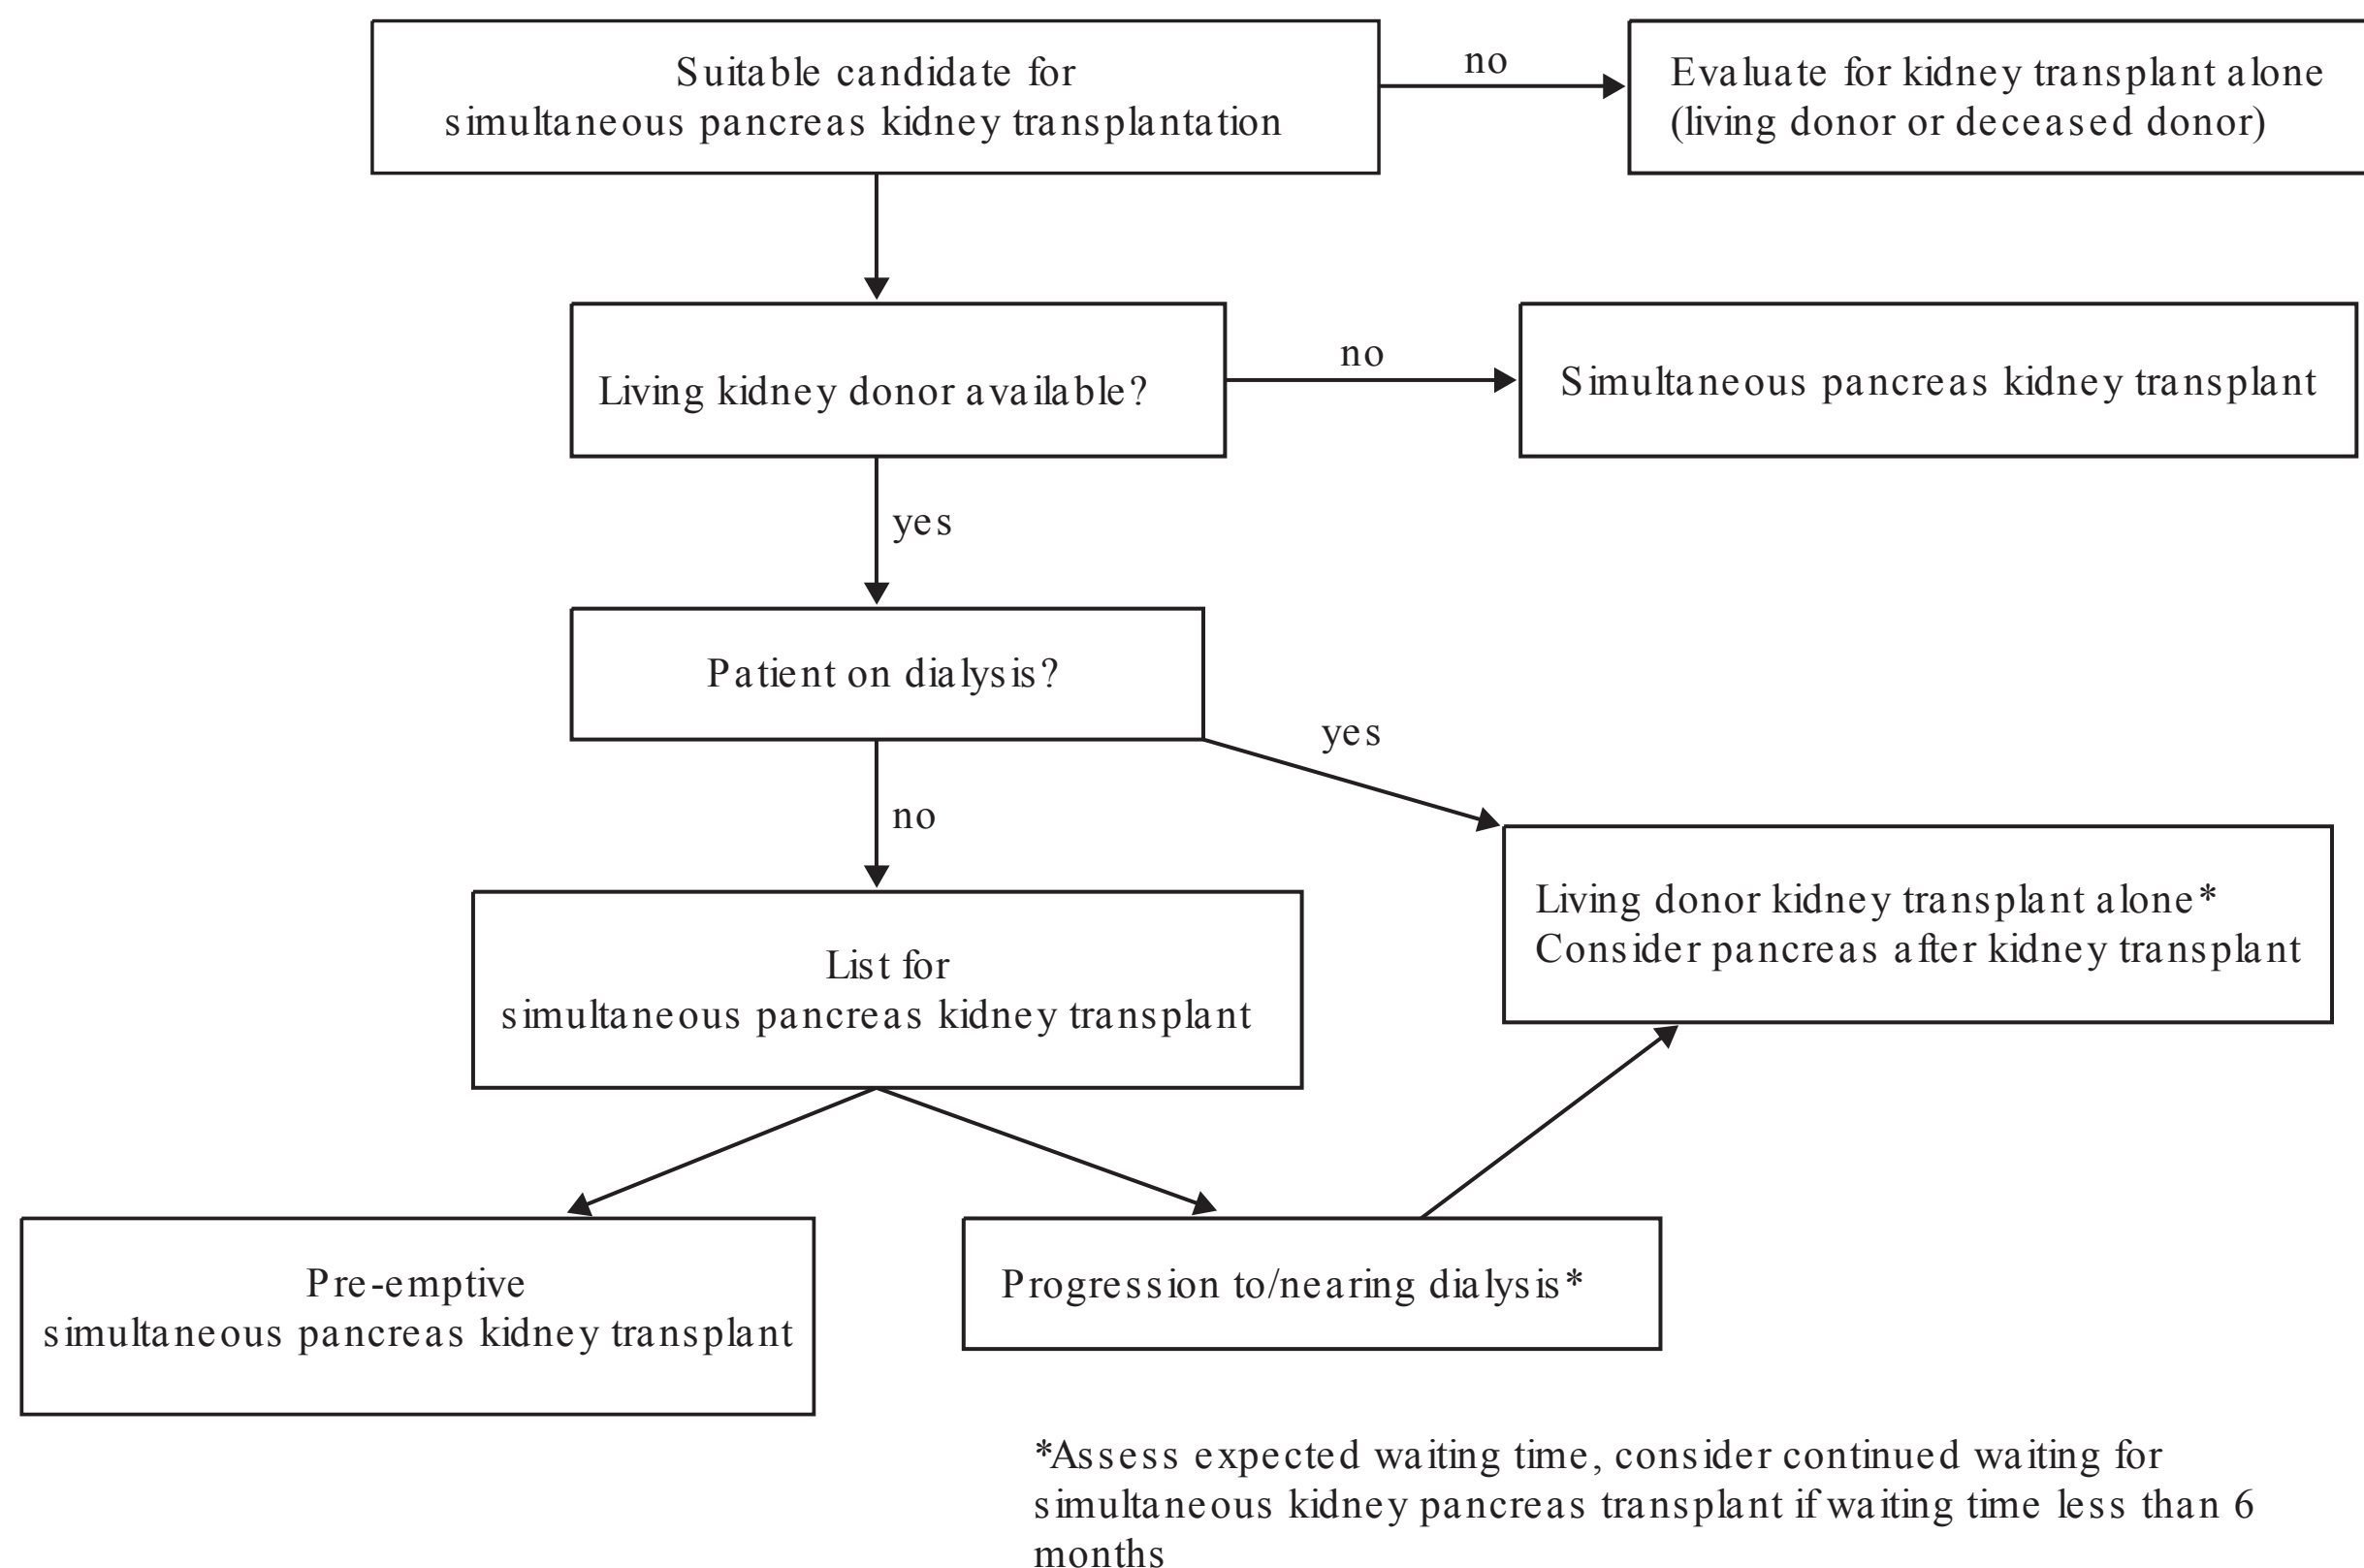 Suitable candidate for
simultaneous pancreas kidney transplantation
no
Evaluate for kidney transplant alone
(living donor or deceased donor)
Living kidney donor available?
no
Simultaneous pancreas kidney transplant
yes
Patient on dialysis?
yes
no
Living donor kidney transplant alone*
Consider pancreas after kidney transplant
List for
simultaneous pancreas kidney transplant
Pre-emptive
simultaneous pancreas kidney transplant
Progression to/nearing dialysis*
*Assess expected waiting time, consider continued waiting for
simultaneous kidney pancreas transplant if waiting time less than 6
months